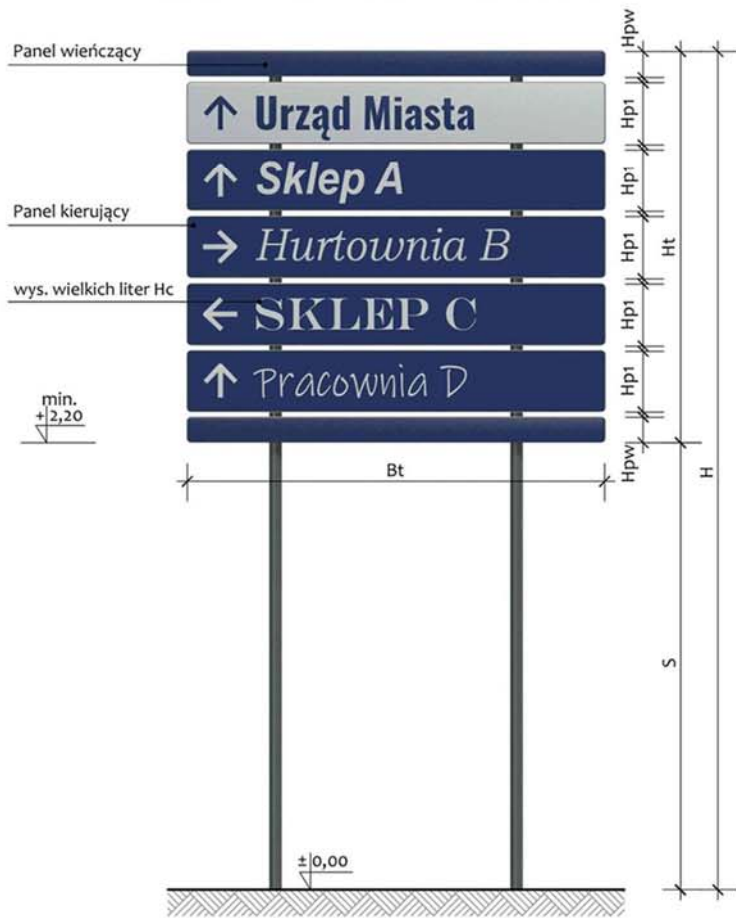 Panel wieńczący
Hpw
↑ Urząd Miasta
Hp1
↑ Sklep A
Hp1
Panel kierujący
→ Hurtownia B
Hp1
Ht
wys. wielkich liter Hc
← SKLEP C
Hp1
↑ Pracownia D
Hp1
min.
+2,20
Hpw
Bt
H
S
±0,00